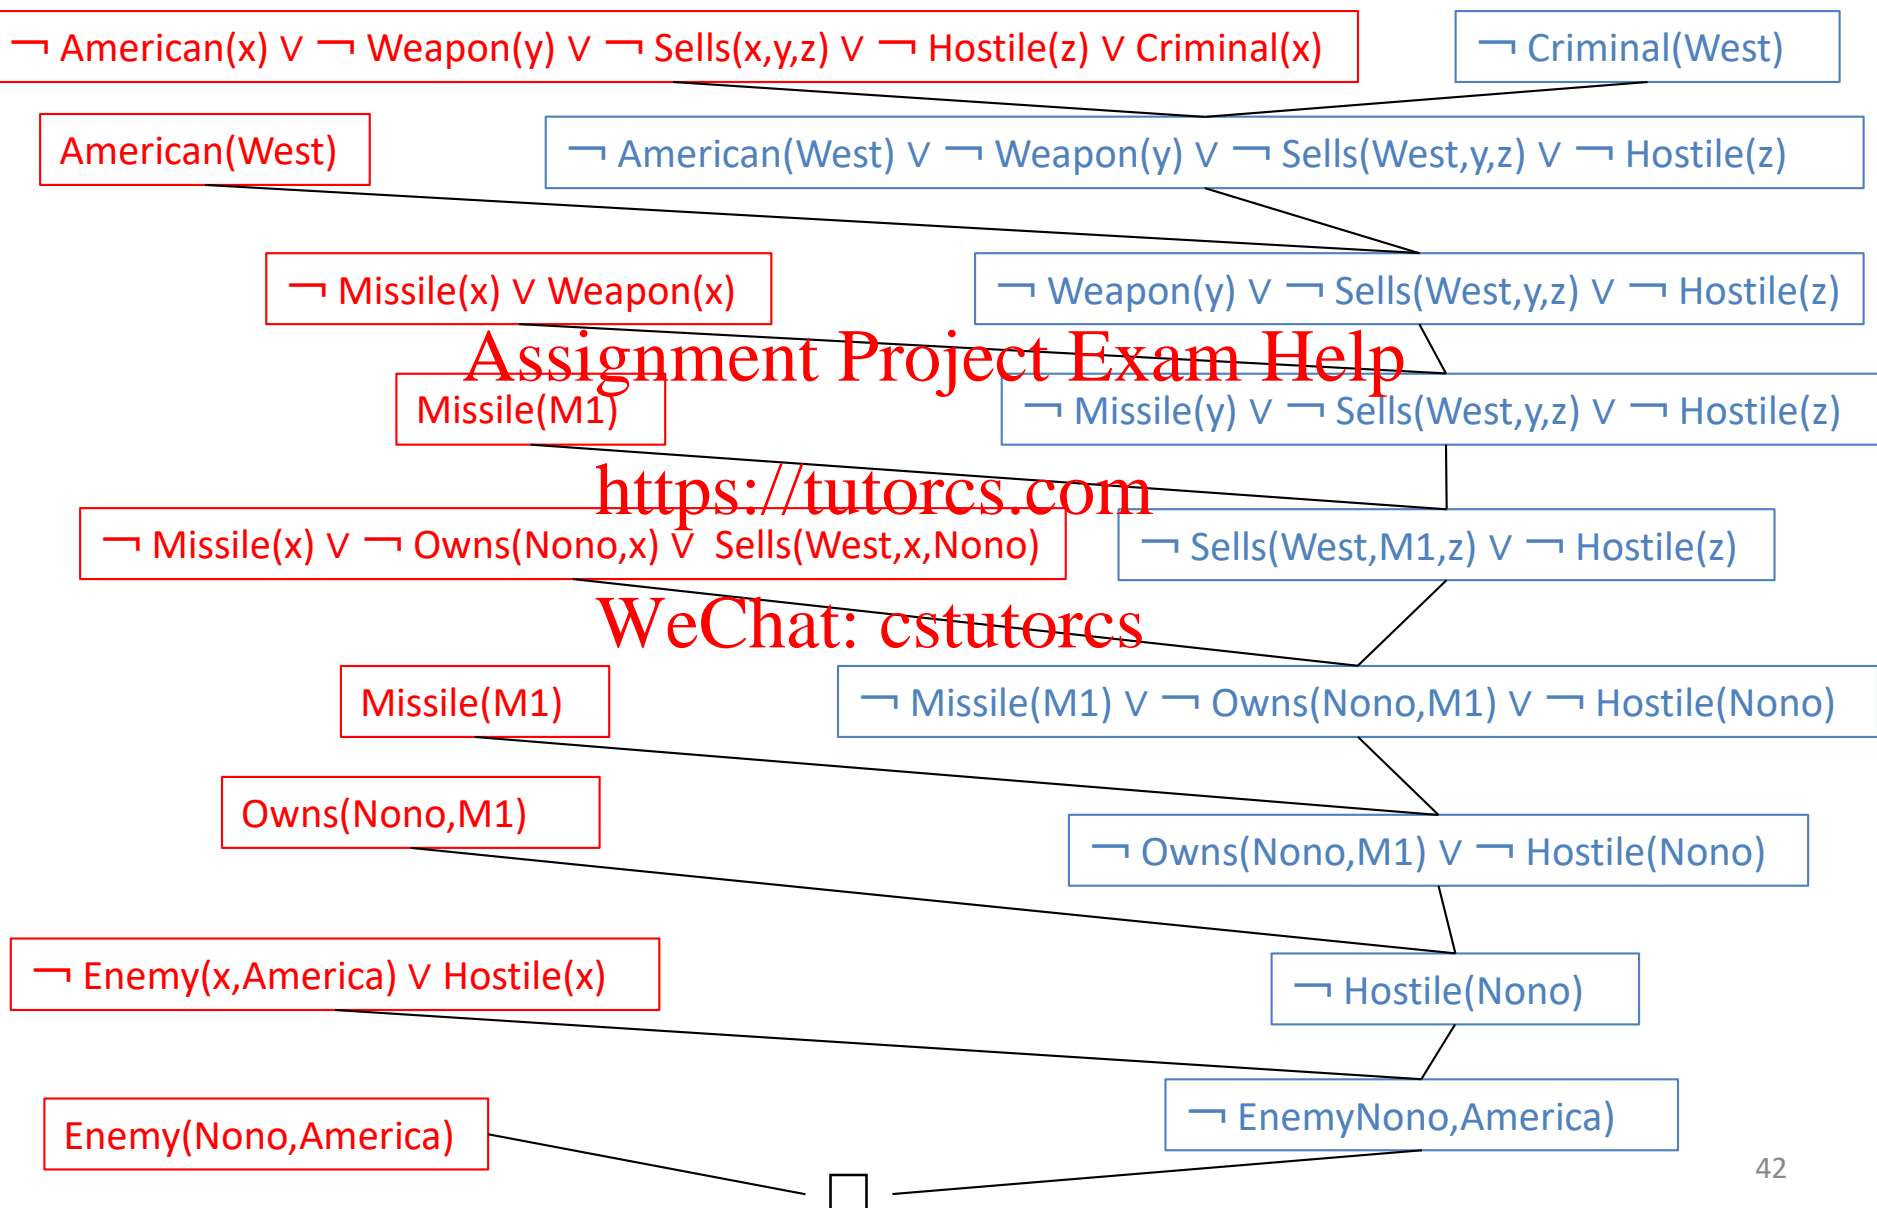 ¬ American(x) ∨ ¬ Weapon(y) ∨ ¬ Sells(x,y,z) ∨ ¬ Hostile(z) ∨ Criminal(x)
¬ Criminal(West)
American(West)
¬ American(West) ∨ ¬ Weapon(y) ∨ ¬ Sells(West,y,z) ∨ ¬ Hostile(z)
¬ Missile(x) ∨ Weapon(x)
¬ Weapon(y) ∨ ¬ Sells(West,y,z) ∨ ¬ Hostile(z)
Assignment Project Exam Help
Missile(M1)
¬ Missile(y) ∨ ¬ Sells(West,y,z) ∨ ¬ Hostile(z)
https://tutorcs.com
¬ Missile(x) ∨ ¬ Owns(Nono,x) ∨ Sells(West,x,Nono)
¬ Sells(West,M1,z) ∨ ¬ Hostile(z)
WeChat: cstutorcs
Missile(M1)
¬ Missile(M1) ∨ ¬ Owns(Nono,M1) ∨ ¬ Hostile(Nono)
Owns(Nono,M1)
¬ Owns(Nono,M1) ∨ ¬ Hostile(Nono)
¬ Enemy(x,America) ∨ Hostile(x)
¬ Hostile(Nono)
Enemy(Nono,America)
¬ EnemyNono,America)
42